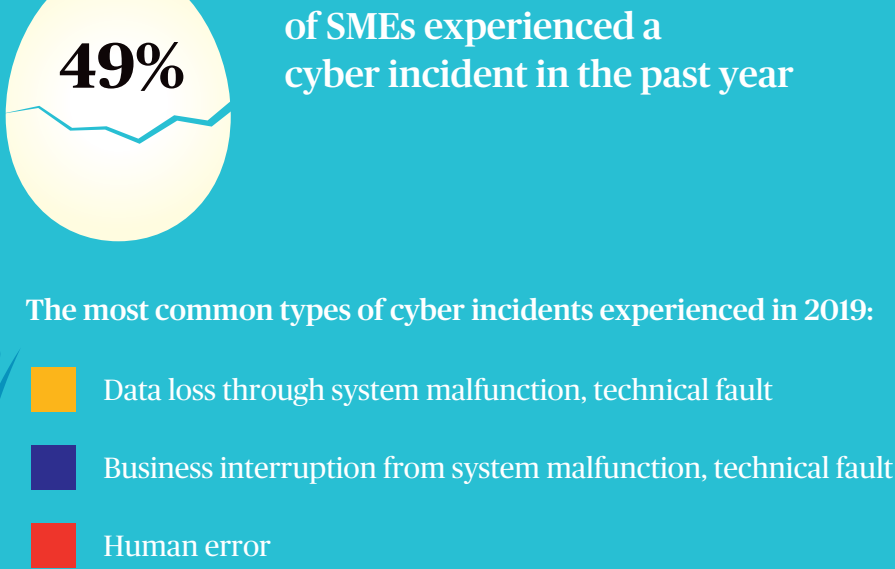 49%
of SMEs experienced a
cyber incident in the past year
The most common types of cyber incidents experienced in 2019:
Data loss through system malfunction, technical fault
Business interruption from system malfunction, technical fault
Human error